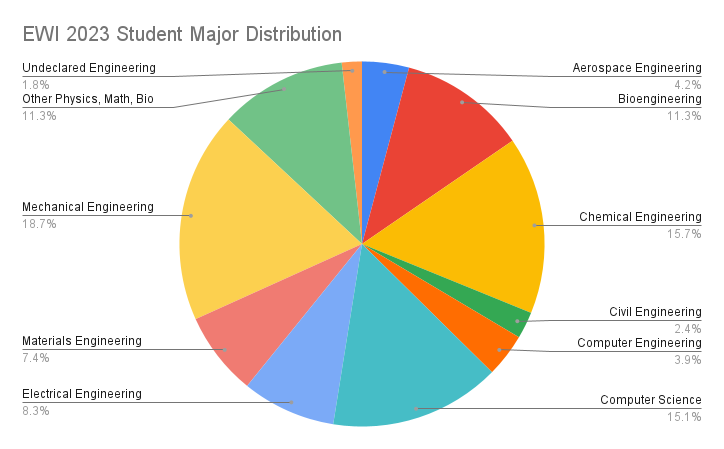 EWI 2023 Student Major Distribution
Undeclared Engineering
1.8%
Other Physics, Math, Bio
11.3%
Mechanical Engineering
18.7%
Materials Engineering
7.4%
Electrical Engineering
8.3%
Aerospace Engineering
4.2%
Bioengineering
11.3%
Chemical Engineering
15.7%
Civil Engineering
2.4%
Computer Engineering
3.9%
Computer Science
15.1%